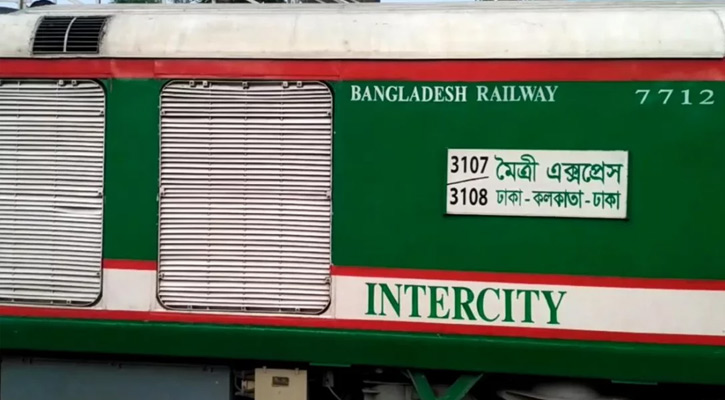 BANGLADESH RAILWAY 7712
3107 মৈত্রী এক্সপ্রেস
3108 ঢাকা-কলকাতা-ঢাকা
INTERCITY